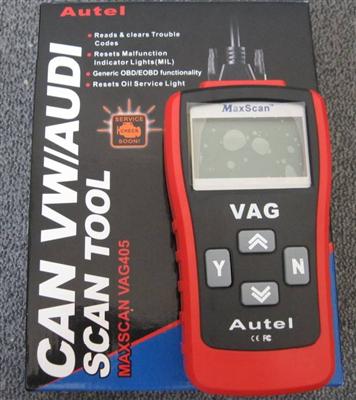 Autel
• Reads & clears Trouble
Codes
• Resets Malfunction
Indicator Lights(MIL)
• Generic OBD/EOBD functionality
• Resets Oil Service Light
SERVICE
CHECK
SOON!
CAN VW/AUDI
SCAN TOOL
MAXSCAN VAG405
MaxScan™
VAG
Y
N
Autel
CE FC